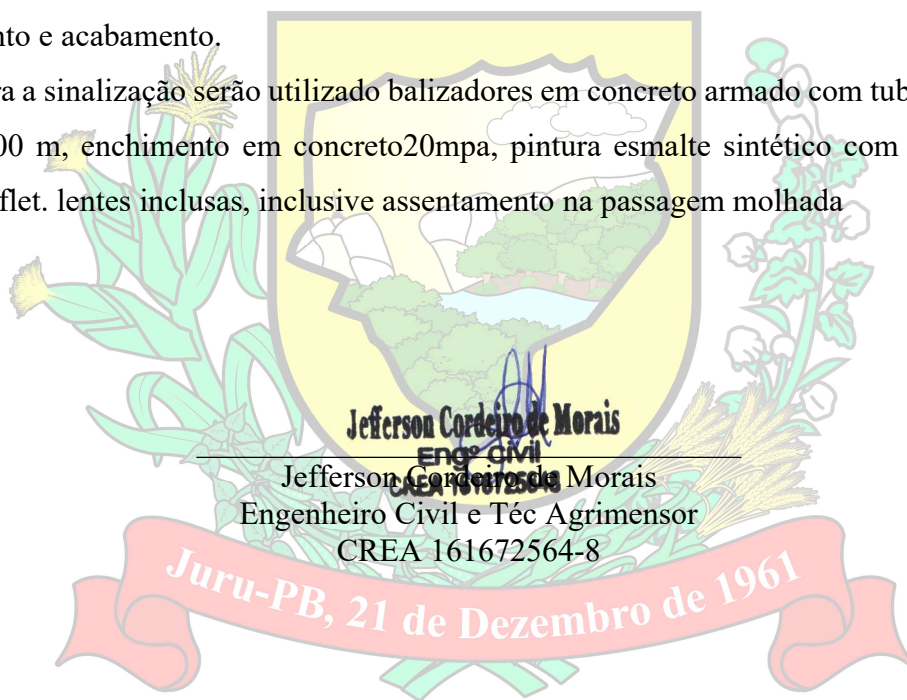 nto e acabamento.
ra a sinalização serão utilizado balizadores em concreto armado com tub
00 m, enchimento em concreto20mpa, pintura esmalte sintético com
flet. lentes inclusas, inclusive assentamento na passagem molhada
Jefferson Cordeiro de Morais
Engº Civil
CREA 1616725648
Jefferson Cordeiro de Morais
Engenheiro Civil e Téc Agrimensor
CREA 161672564-8
Juru-PB, 21 de Dezembro de 1961